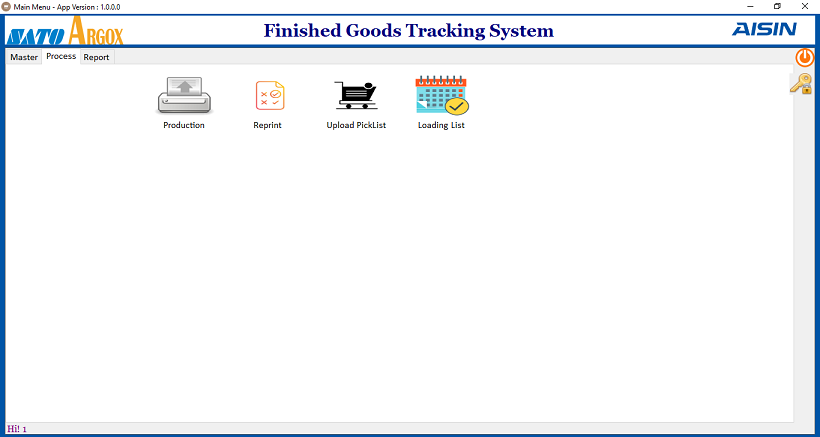 Main Menu - App Version : 1.0.0.0
SATO ARGOX
Finished Goods Tracking System
AISIN
Master Process Report
Production Reprint Upload PickList Loading List
Hi! 1